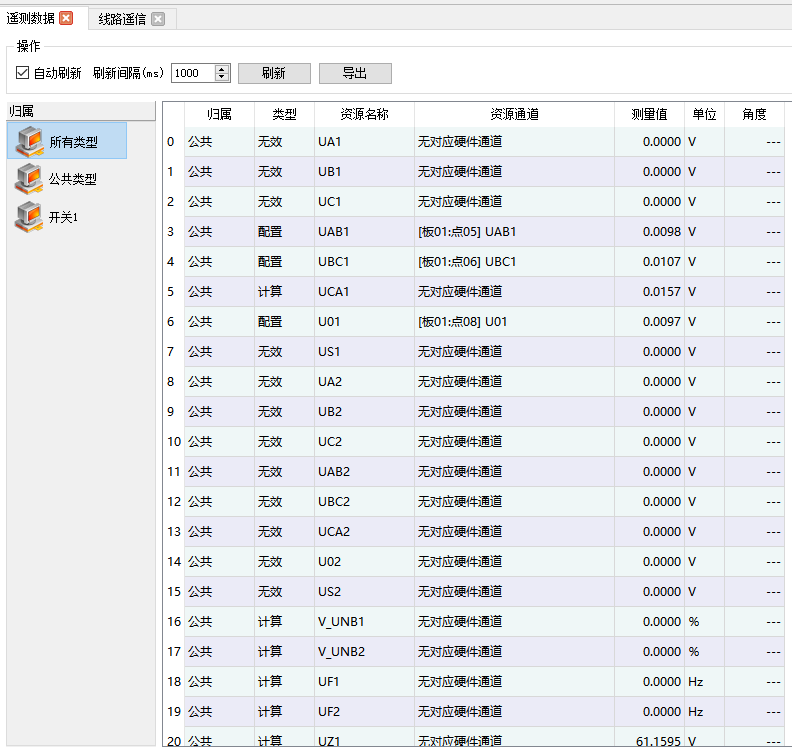 遥测数据 线路遥信
操作
自动刷新 刷新间隔(ms) 1000 刷新 导出
归属
所有类型
公共类型
开关1
归属 类型 资源名称 资源通道 测量值 单位 角度
0 公共 无效 UA1 无对应硬件通道 0.0000 V ---
1 公共 无效 UB1 无对应硬件通道 0.0000 V ---
2 公共 无效 UC1 无对应硬件通道 0.0000 V ---
3 公共 配置 UAB1 [板01:点05] UAB1 0.0098 V ---
4 公共 配置 UBC1 [板01:点06] UBC1 0.0107 V ---
5 公共 计算 UCA1 无对应硬件通道 0.0157 V ---
6 公共 配置 U01 [板01:点08] U01 0.0097 V ---
7 公共 无效 US1 无对应硬件通道 0.0000 V ---
8 公共 无效 UA2 无对应硬件通道 0.0000 V ---
9 公共 无效 UB2 无对应硬件通道 0.0000 V ---
10 公共 无效 UC2 无对应硬件通道 0.0000 V ---
11 公共 无效 UAB2 无对应硬件通道 0.0000 V ---
12 公共 无效 UBC2 无对应硬件通道 0.0000 V ---
13 公共 无效 UCA2 无对应硬件通道 0.0000 V ---
14 公共 无效 U02 无对应硬件通道 0.0000 V ---
15 公共 无效 US2 无对应硬件通道 0.0000 V ---
16 公共 计算 V_UNB1 无对应硬件通道 0.0000 % ---
17 公共 计算 V_UNB2 无对应硬件通道 0.0000 % ---
18 公共 计算 UF1 无对应硬件通道 0.0000 Hz ---
19 公共 计算 UF2 无对应硬件通道 0.0000 Hz ---
20 公共 计算 UZ1 无对应硬件通道 61.1595 V ---